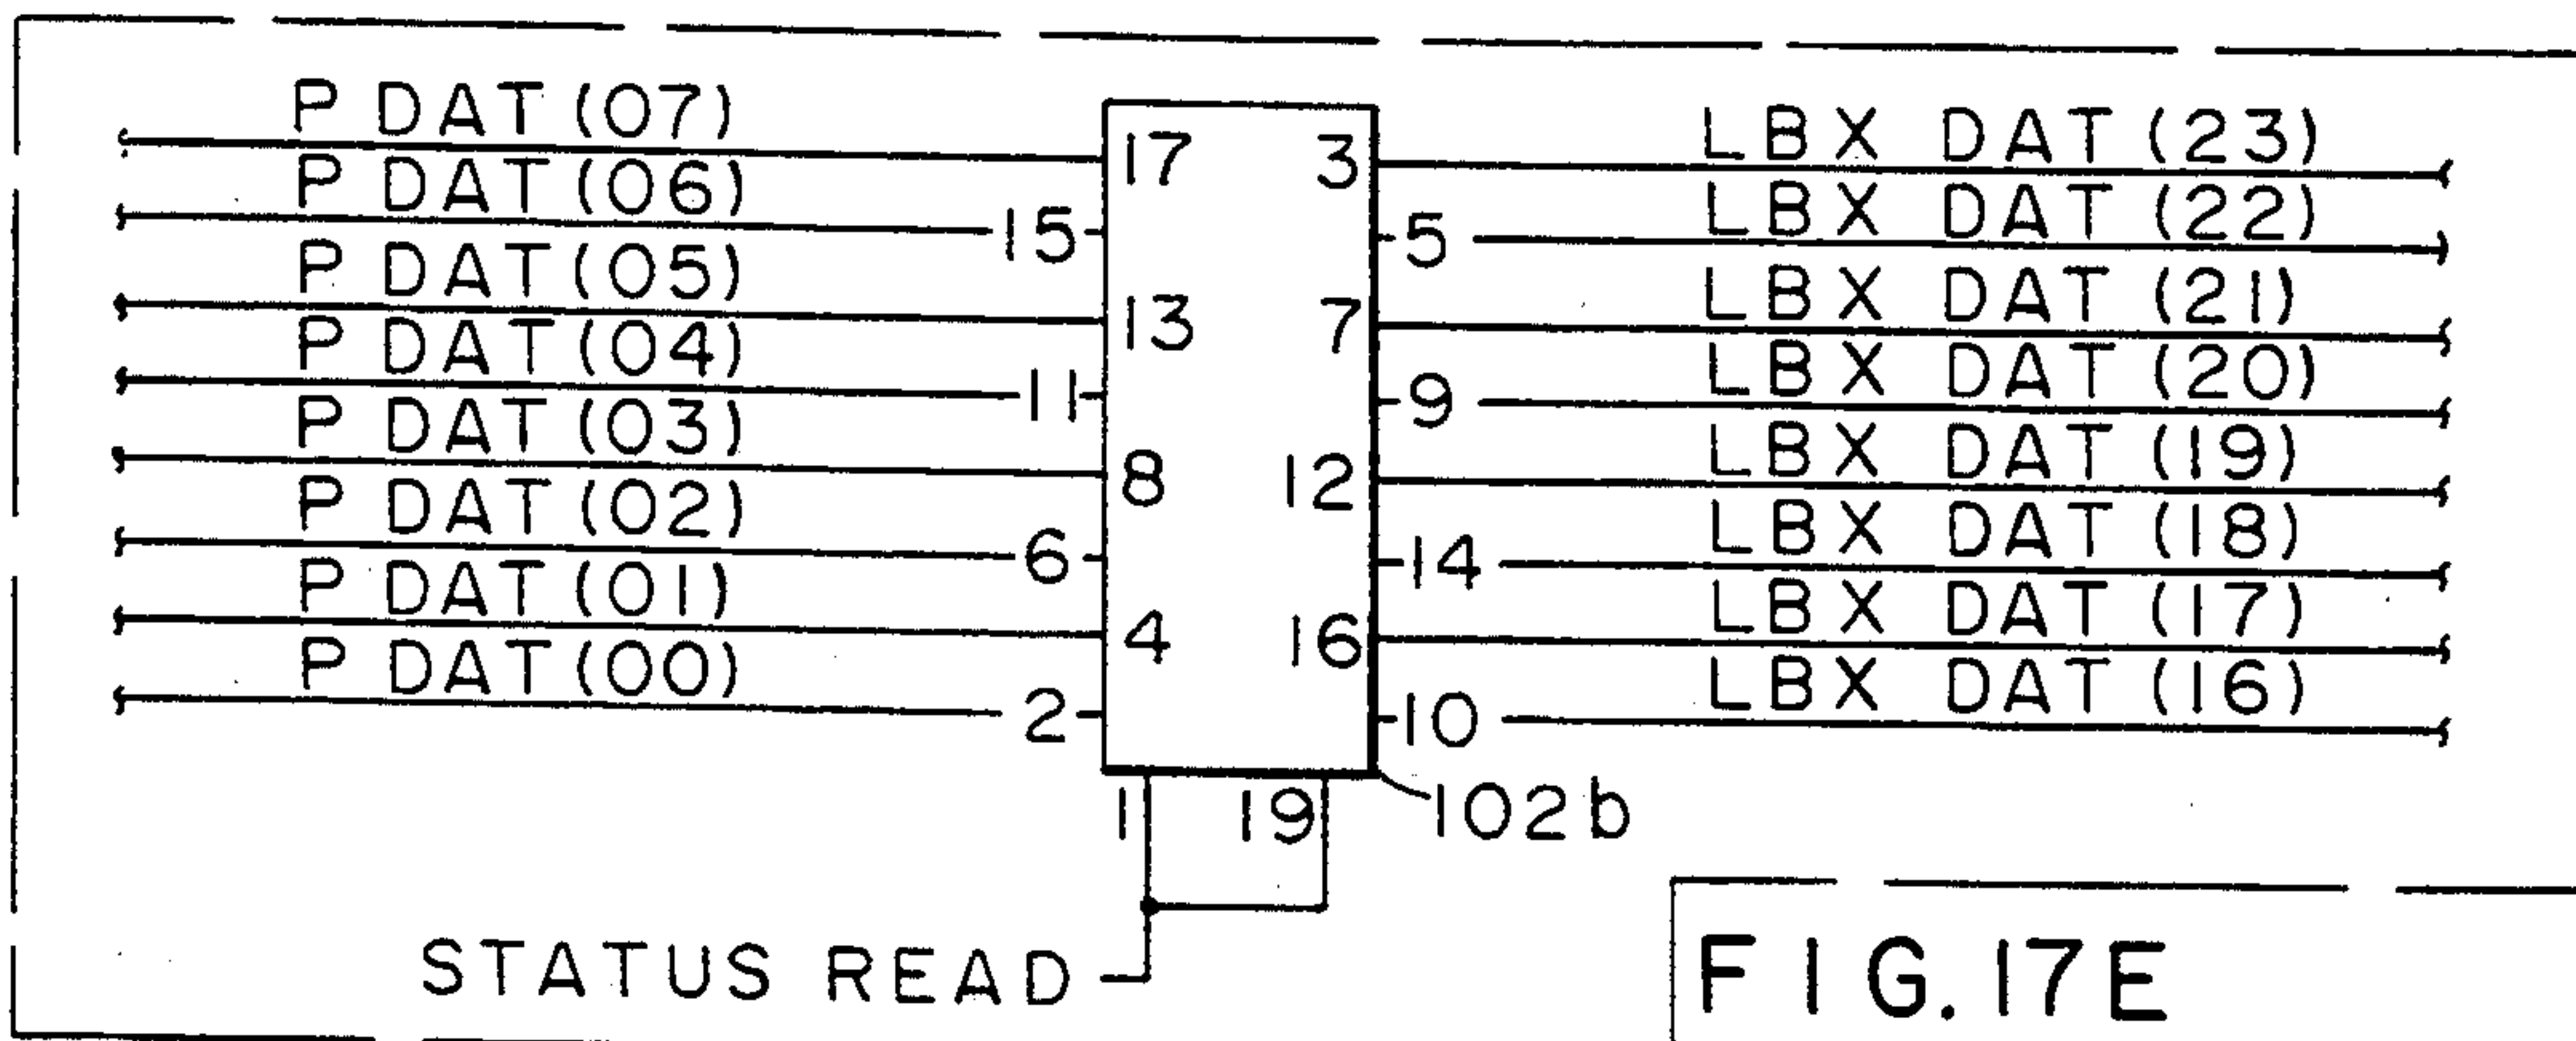 P DAT(07) 17 3 LBX DAT(23)
P DAT(06) 15 5 LBX DAT(22)
P DAT(05) 13 7 LBX DAT(21)
P DAT(04) 11 9 LBX DAT(20)
P DAT(03) 8 12 LBX DAT(19)
P DAT(02) 6 14 LBX DAT(18)
P DAT(01) 4 16 LBX DAT(17)
P DAT(00) 2 10 LBX DAT(16)
1 19 102b
STATUS READ
FIG.17E